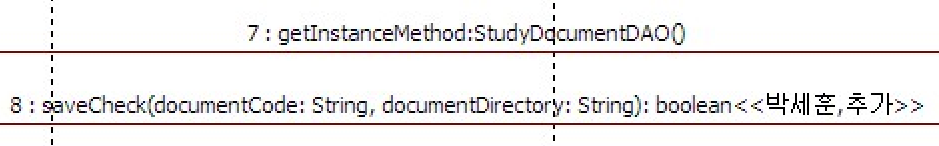 7 : getInstanceMethod:StudyDocumentDAO()
8 : saveCheck(documentCode: String, documentDirectory: String): boolean<<박세훈,추가>>